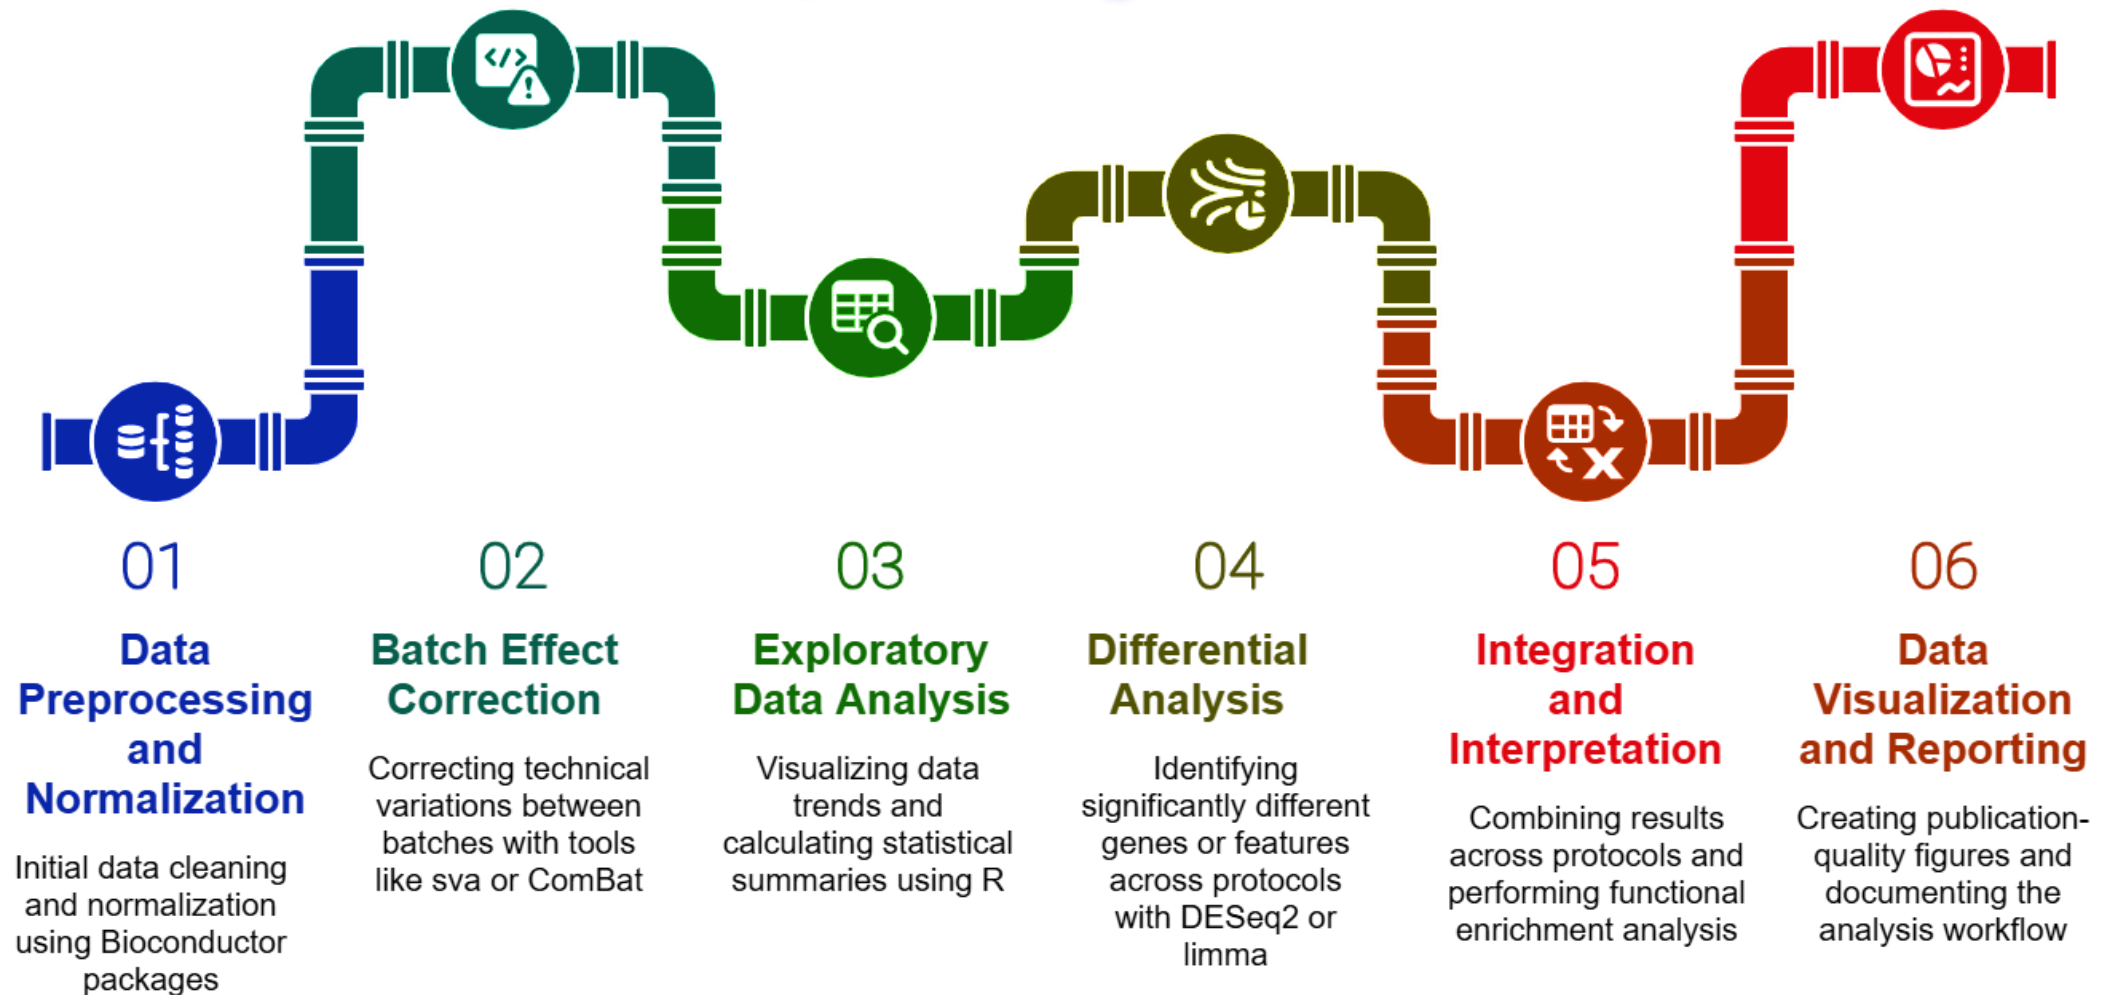 01
Data
Preprocessing
and
Normalization
Initial data cleaning
and normalization
using Bioconductor
packages
02
Batch Effect
Correction
Correcting technical
variations between
batches with tools
like sva or ComBat
03
Exploratory
Data Analysis
Visualizing data
trends and
calculating statistical
summaries using R
04
Differential
Analysis
Identifying
significantly different
genes or features
across protocols
with DESeq2 or
limma
05
Integration
and
Interpretation
Combining results
across protocols and
performing functional
enrichment analysis
06
Data
Visualization
and Reporting
Creating publication-
quality figures and
documenting the
analysis workflow